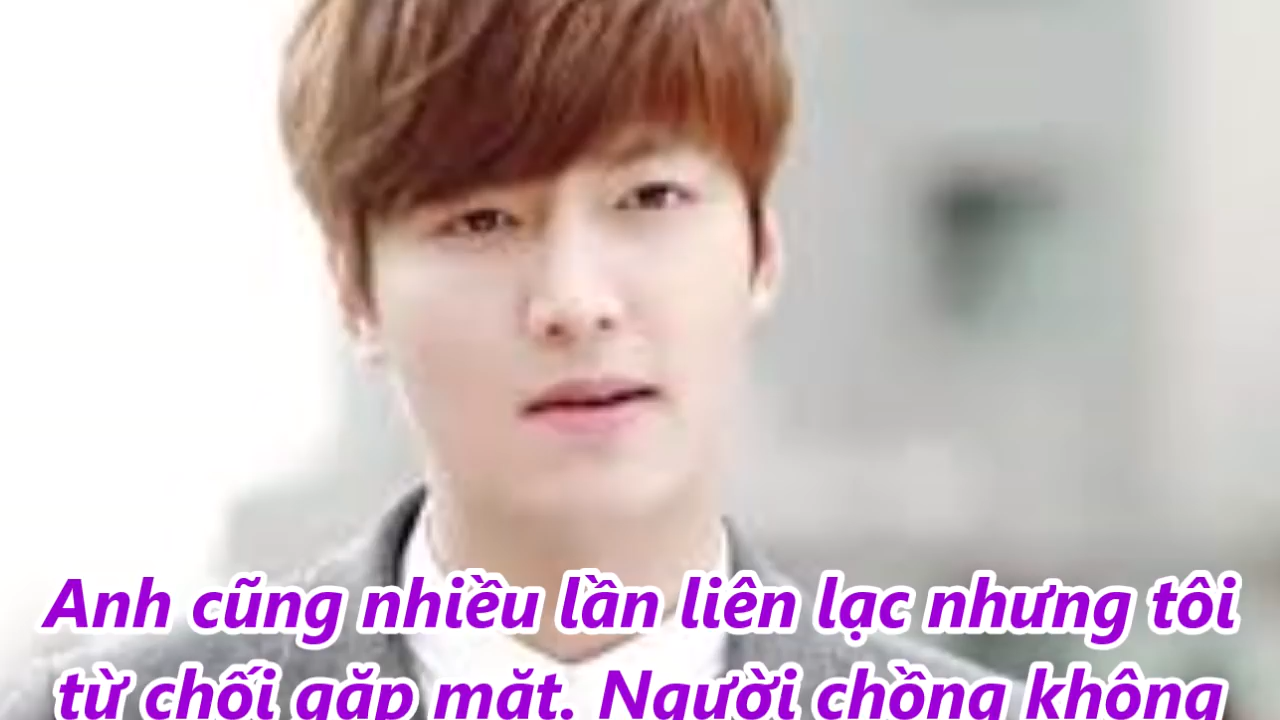 Anh cũng nhiều lần liên lạc nhưng tôi
từ chối gặp mặt. Người chồng không